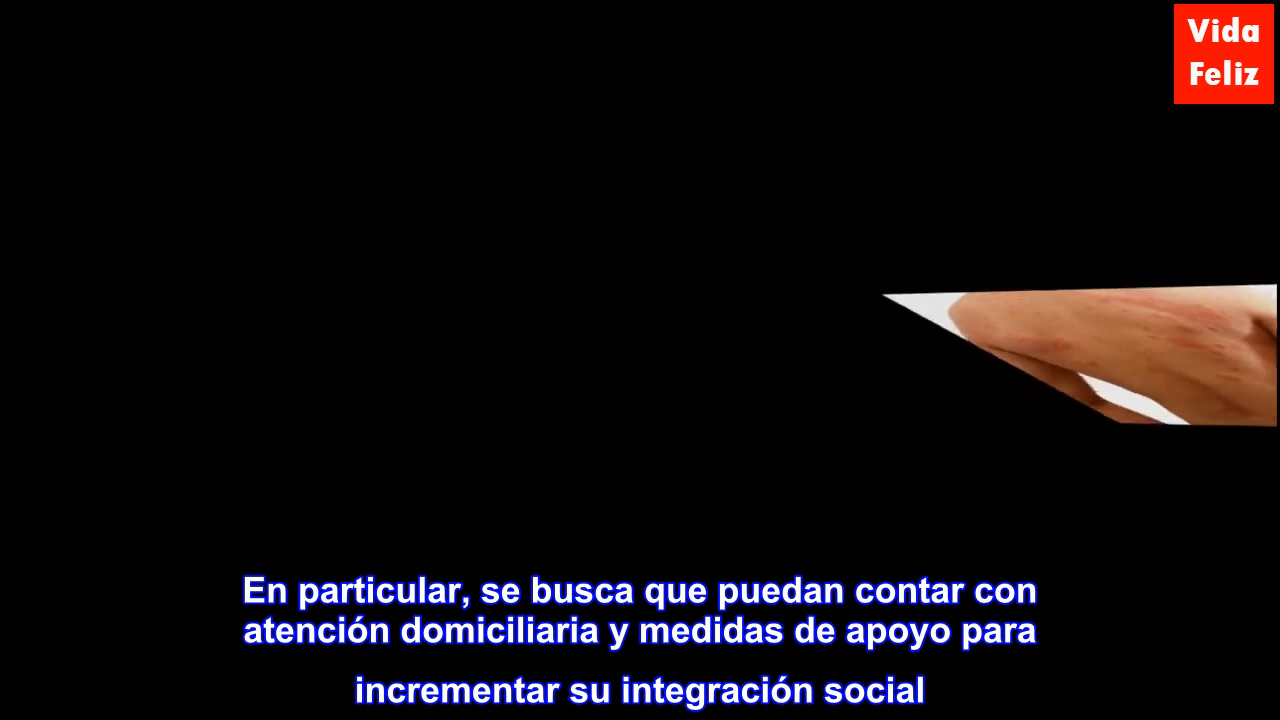 Vida
Feliz
En particular, se busca que puedan contar con
atención domiciliaria y medidas de apoyo para
incrementar su integración social